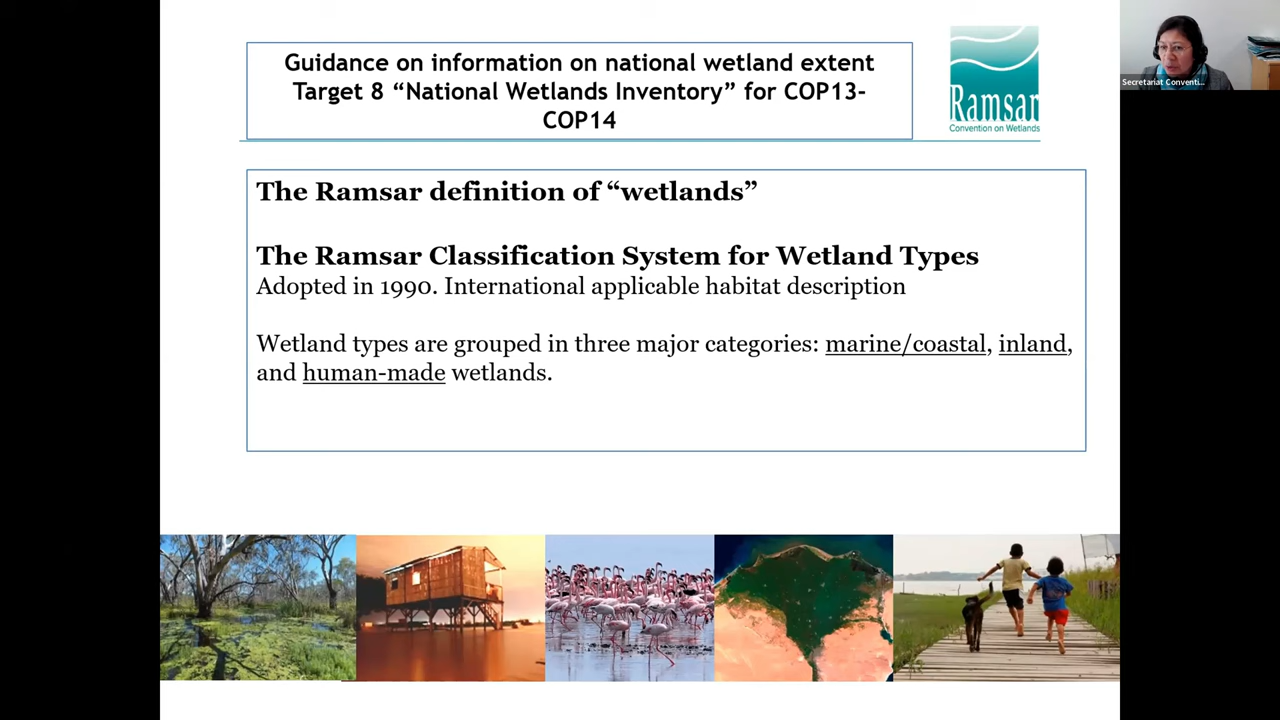 Guidance on information on national wetland extent
Target 8 “National Wetlands Inventory” for COP13-
COP14
Ramsar
Convention on Wetlands
Secretariat Conventi...
The Ramsar definition of “wetlands”
The Ramsar Classification System for Wetland Types
Adopted in 1990. International applicable habitat description
Wetland types are grouped in three major categories: marine/coastal, inland,
and human-made wetlands.